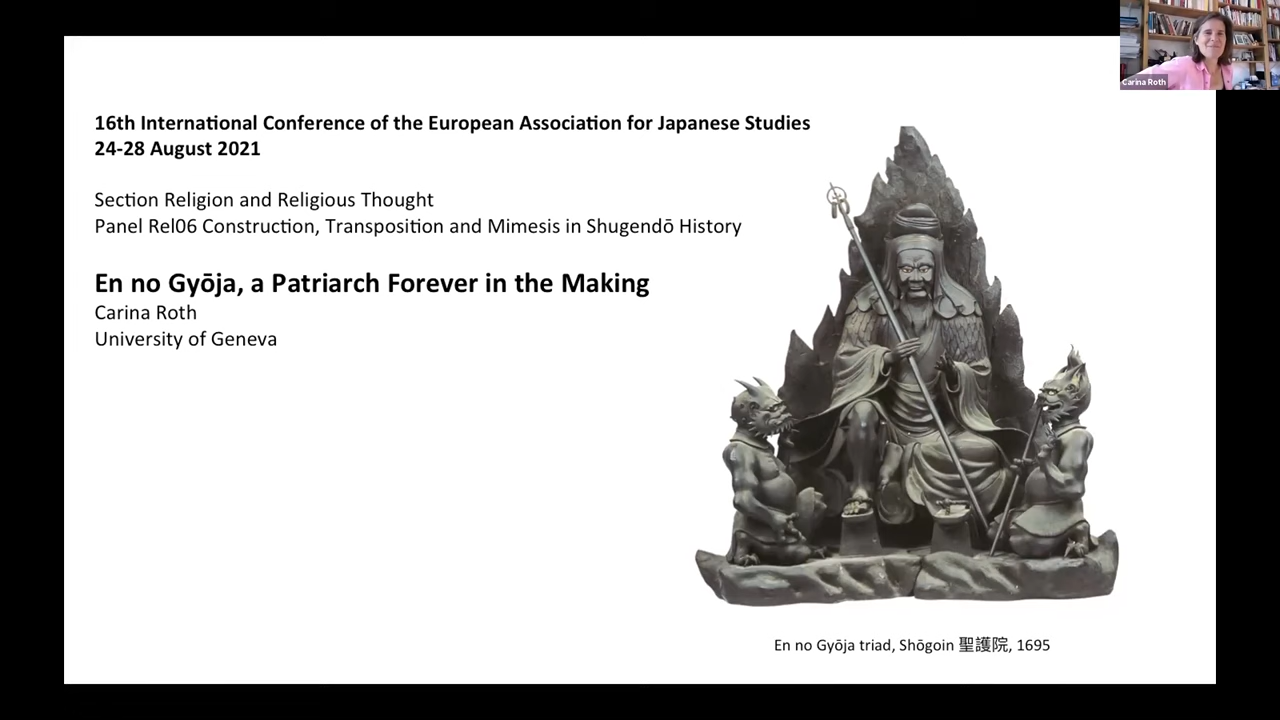 Carina Roth
16th International Conference of the European Association for Japanese Studies
24-28 August 2021
Section Religion and Religious Thought
Panel Rel06 Construction, Transposition and Mimesis in Shugendō History
En no Gyōja, a Patriarch Forever in the Making
Carina Roth
University of Geneva
En no Gyōja triad, Shōgoin 聖護院, 1695